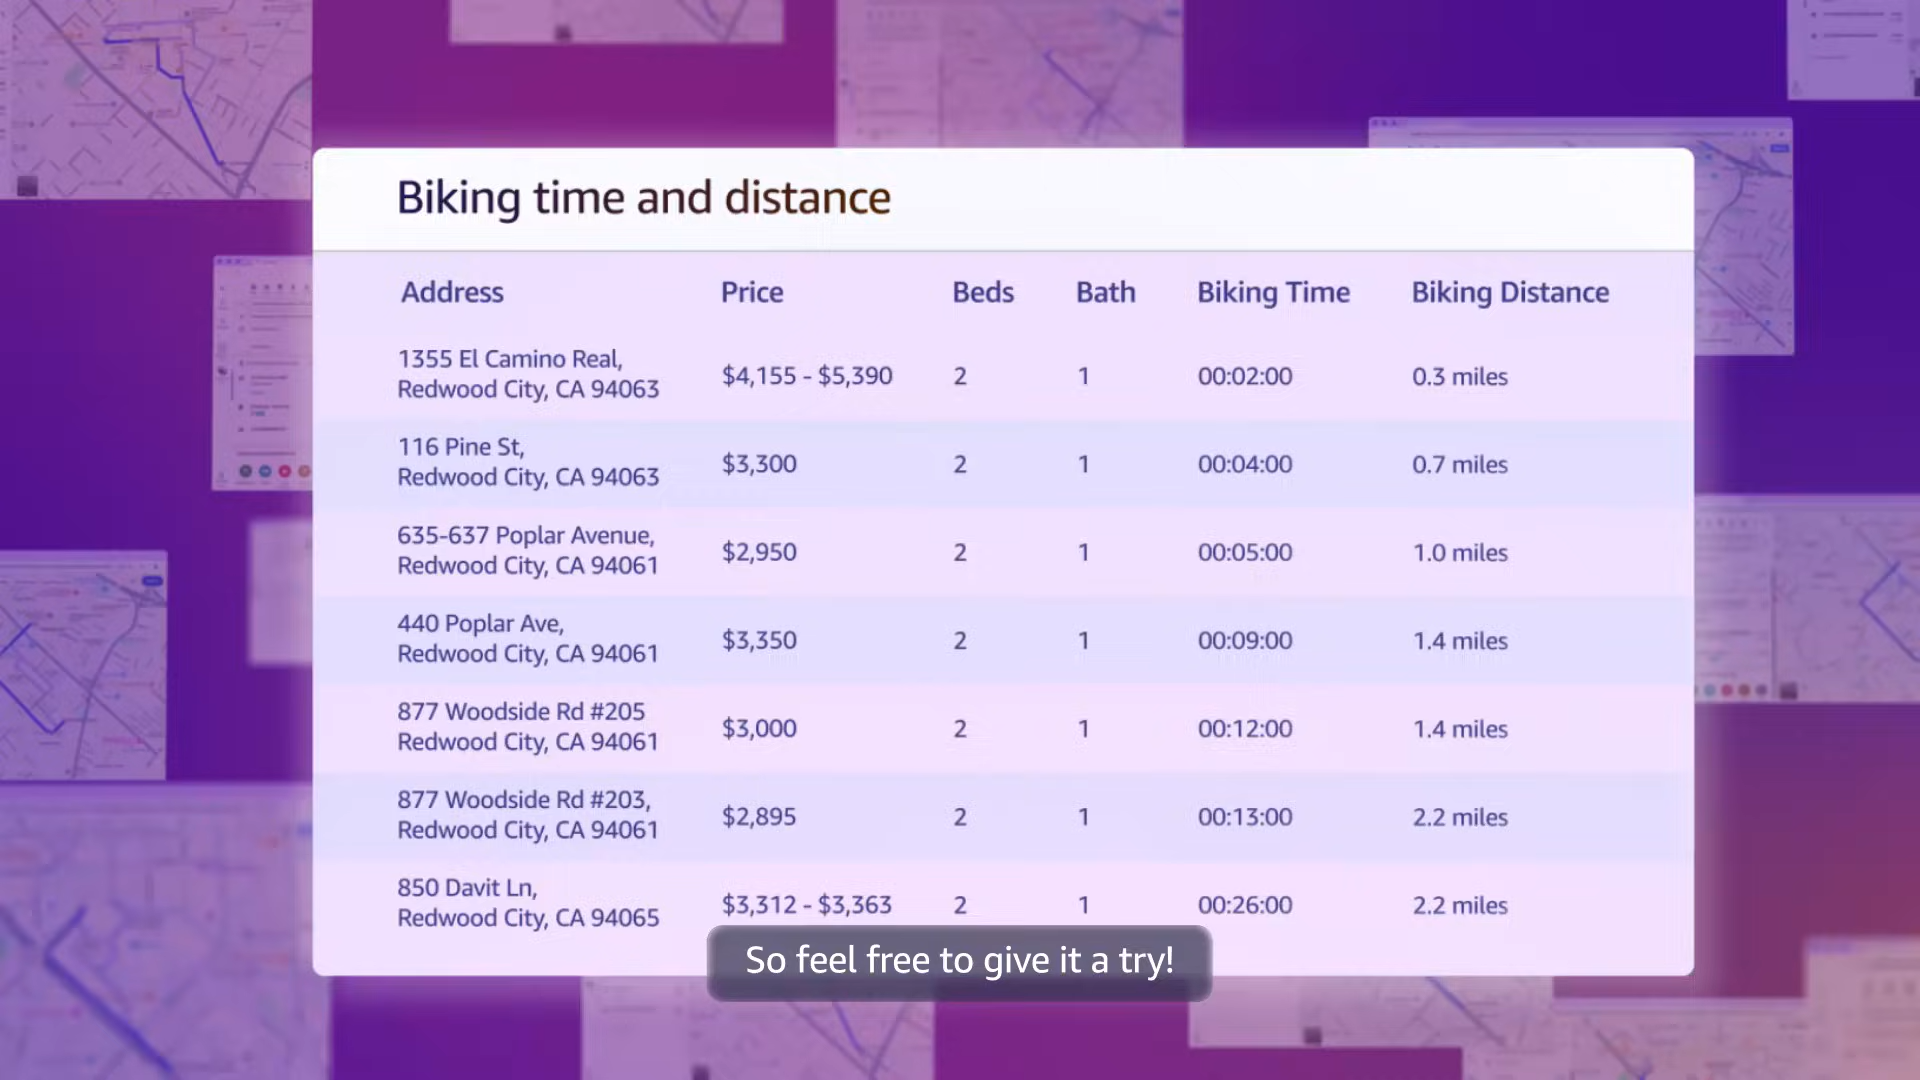 Biking time and distance
Address Price Beds Bath Biking Time Biking Distance
1355 El Camino Real,
Redwood City, CA 94063 $4,155 - $5,390 2 1 00:02:00 0.3 miles
116 Pine St,
Redwood City, CA 94063 $3,300 2 1 00:04:00 0.7 miles
635-637 Poplar Avenue,
Redwood City, CA 94061 $2,950 2 1 00:05:00 1.0 miles
440 Poplar Ave,
Redwood City, CA 94061 $3,350 2 1 00:09:00 1.4 miles
877 Woodside Rd #205
Redwood City, CA 94061 $3,000 2 1 00:12:00 1.4 miles
877 Woodside Rd #203,
Redwood City, CA 94061 $2,895 2 1 00:13:00 2.2 miles
850 Davit Ln,
Redwood City, CA 94065 $3,312 - $3,363 2 1 00:26:00 2.2 miles
So feel free to give it a try!